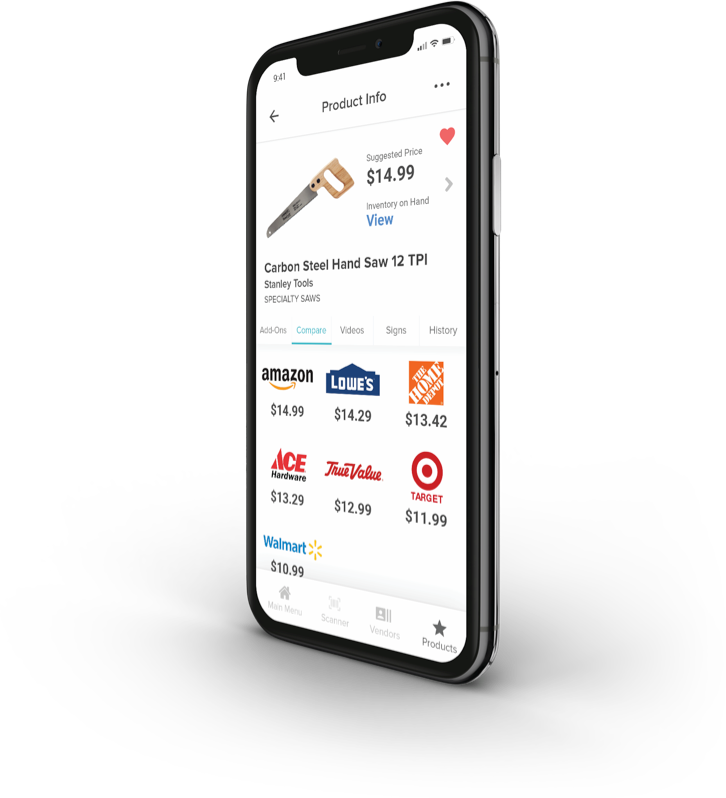 9:41
Product Info
Suggested Price
$14.99
Inventory on Hand
View
Carbon Steel Hand Saw 12 TPI
Stanley Tools
SPECIALTY SAWS
Add-Ons Compare Videos Signs History
amazon LOWE'S THE HOME DEPOT
$14.99 $14.29 $13.42
ACE Hardware True Value TARGET
$13.29 $12.99 $11.99
Walmart
$10.99
Main Menu Scanner Vendors Products